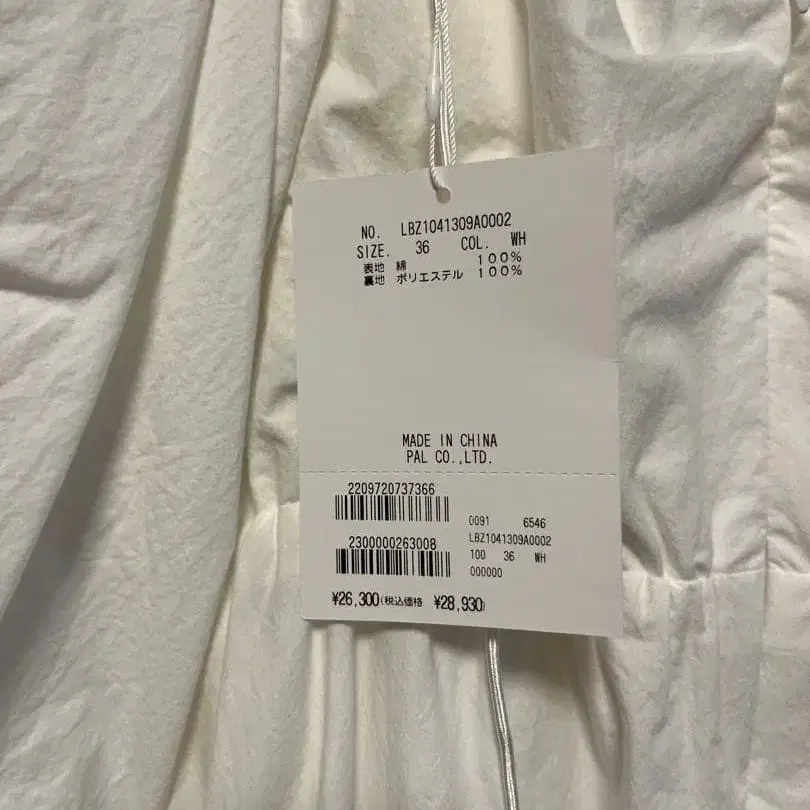 NO. LBZ1041309A0002
SIZE. 36 COL. WH
表地 綿 100%
裏地 ポリエステル 100%
MADE IN CHINA
PAL CO.,LTD.
2209720737366
2300000263008
0091 6546
LBZ1041309A0002
100 36 WH
000000
¥26,300(税込価格 ¥28,930)